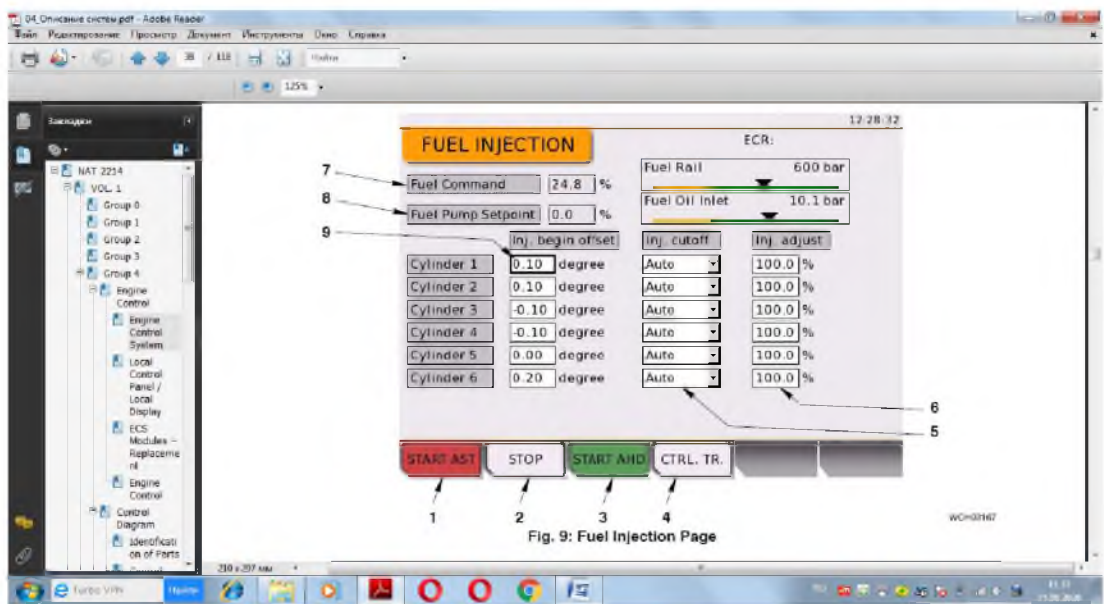 04_Описание систем.pdf - Adobe Reader
Файл Редактирование Просмотр Документ Инструменты Окно Справка
38 / 118
Найти
125%
Закладки
NAT 2214
VOL. 1
Group 0
Group 1
Group 2
Group 3
Group 4
Engine
Control
Engine
Control
System
Local
Control
Panel /
Local
Display
ECS
Modules –
Replaceme
nt
Engine
Control
Control
Diagram
Identificati
on of Parts
12:28:32
FUEL INJECTION
ECR:
Fuel Rail 600 bar
Fuel Oil Inlet 10.1 bar
7
Fuel Command 24.8 %
8
Fuel Pump Setpoint 0.0 %
9
Inj. begin offset Inj. cutoff Inj. adjust
Cylinder 1 0.10 degree Auto 100.0 %
Cylinder 2 0.10 degree Auto 100.0 %
Cylinder 3 -0.10 degree Auto 100.0 %
Cylinder 4 -0.10 degree Auto 100.0 %
Cylinder 5 0.00 degree Auto 100.0 %
Cylinder 6 0.20 degree Auto 100.0 %
6
5
START AST STOP START AHD CTRL. TR.
1 2 3 4
WCH03167
Fig. 9: Fuel Injection Page
210 x 297 мм
Turbo VPN
Найти